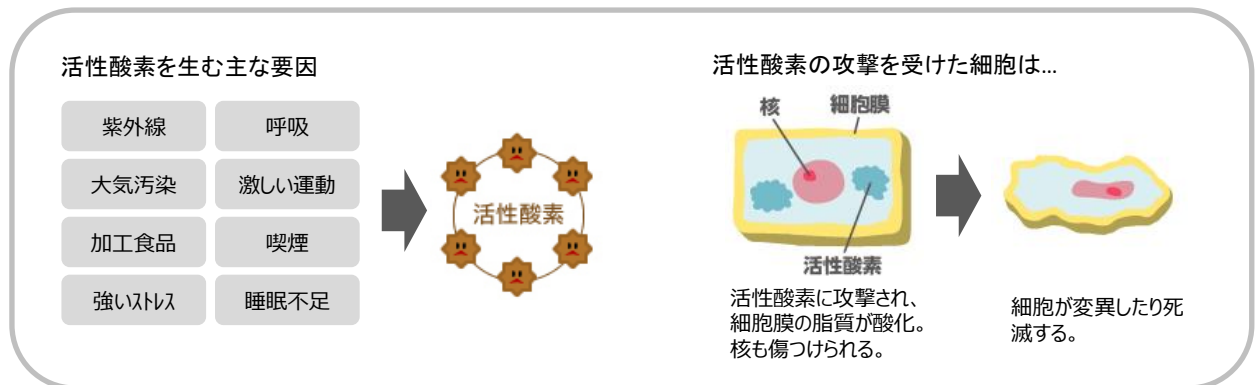 活性酸素を生む主な要因
紫外線
呼吸
大気汚染
激しい運動
加工食品
喫煙
強いｽﾄﾚｽ
睡眠不足
活性酸素
活性酸素の攻撃を受けた細胞は…
核
細胞膜
活性酸素
活性酸素に攻撃され、
細胞膜の脂質が酸化。
核も傷つけられる。
細胞が変異したり死
滅する。